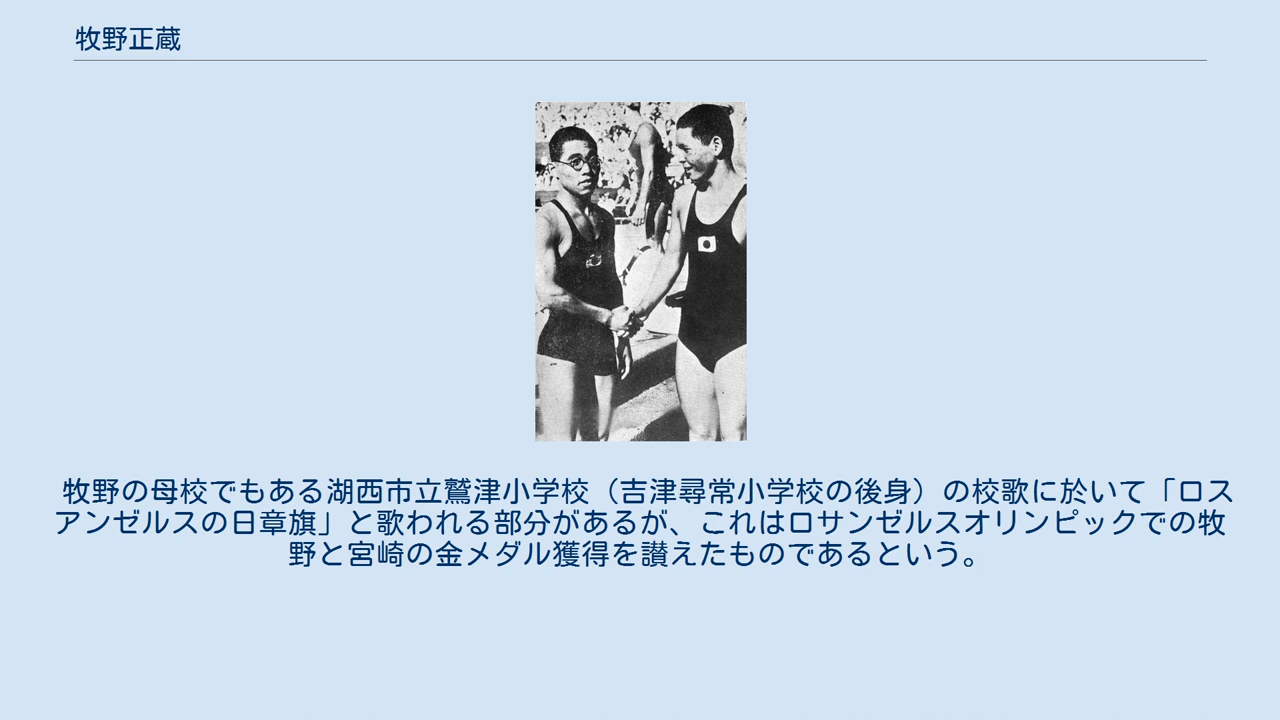 牧野正蔵
牧野の母校でもある湖西市立鷲津小学校（吉津尋常小学校の後身）の校歌に於いて「ロス
アンゼルスの日章旗」と歌われる部分があるが、これはロサンゼルスオリンピックでの牧
野と宮崎の金メダル獲得を讃えたものであるという。